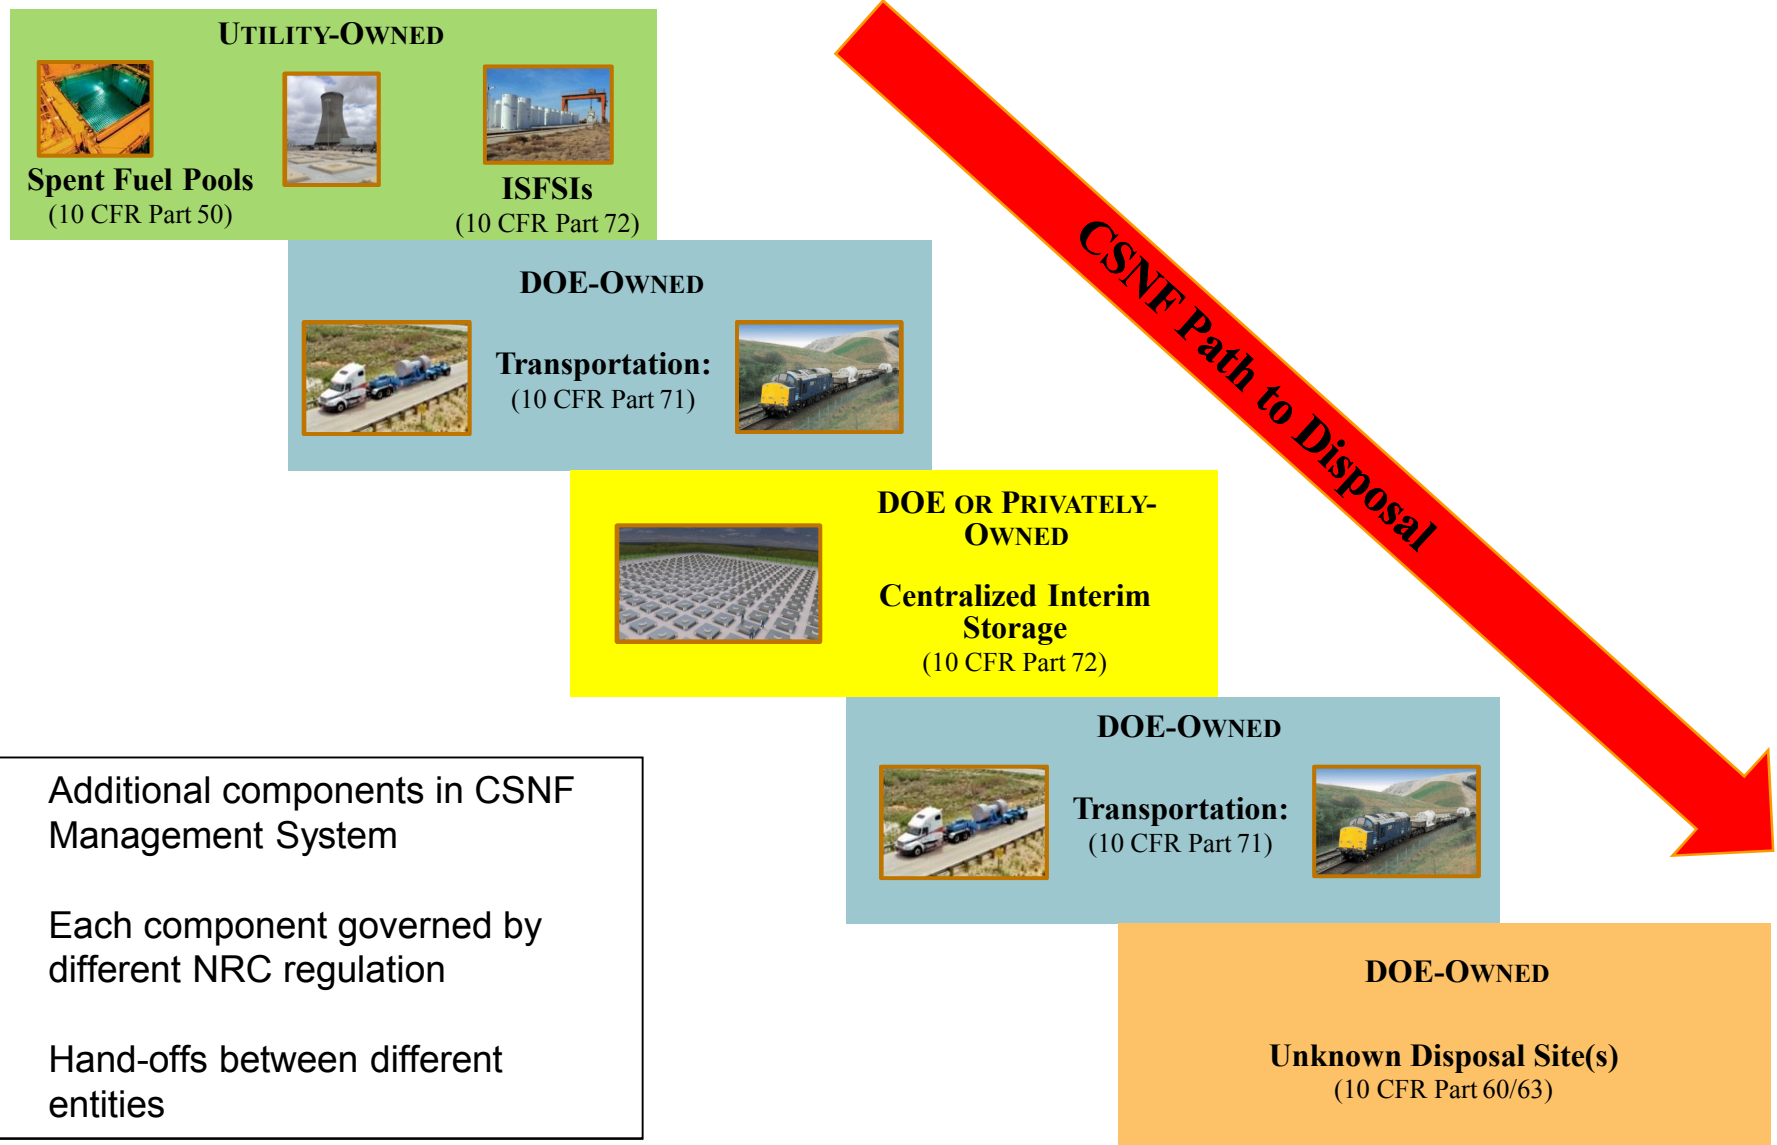 UTILITY-OWNED
Spent Fuel Pools
(10 CFR Part 50)
ISFSIs
(10 CFR Part 72)
DOE-OWNED
Transportation:
(10 CFR Part 71)
DOE OR PRIVATELY-
OWNED
Centralized Interim
Storage
(10 CFR Part 72)
DOE-OWNED
Transportation:
(10 CFR Part 71)
DOE-OWNED
Unknown Disposal Site(s)
(10 CFR Part 60/63)
CSNF Path to Disposal
Additional components in CSNF
Management System
Each component governed by
different NRC regulation
Hand-offs between different
entities